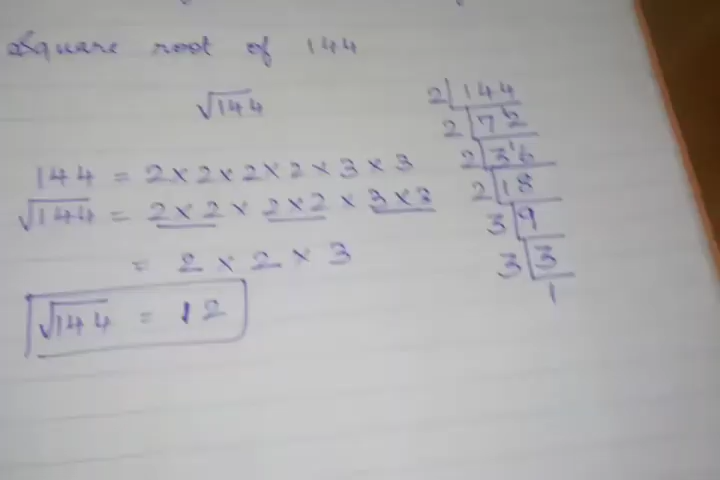 Square root of 144
√144
144 = 2 × 2 × 2 × 2 × 3 × 3
√144 = 2 × 2 × 2 × 2 × 3 × 3
= 2 × 2 × 3
√144 = 12
2 144
2 72
2 36
2 18
3 9
3 3
1